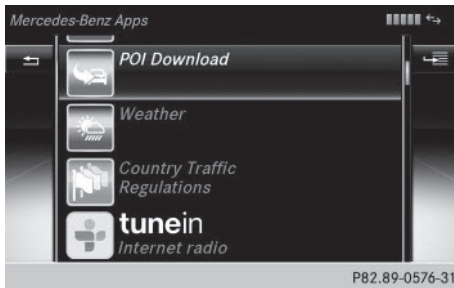 Mercedes-Benz Apps
POI Download
Weather
Country Traffic
Regulations
tunein
Internet radio
P82.89-0576-31